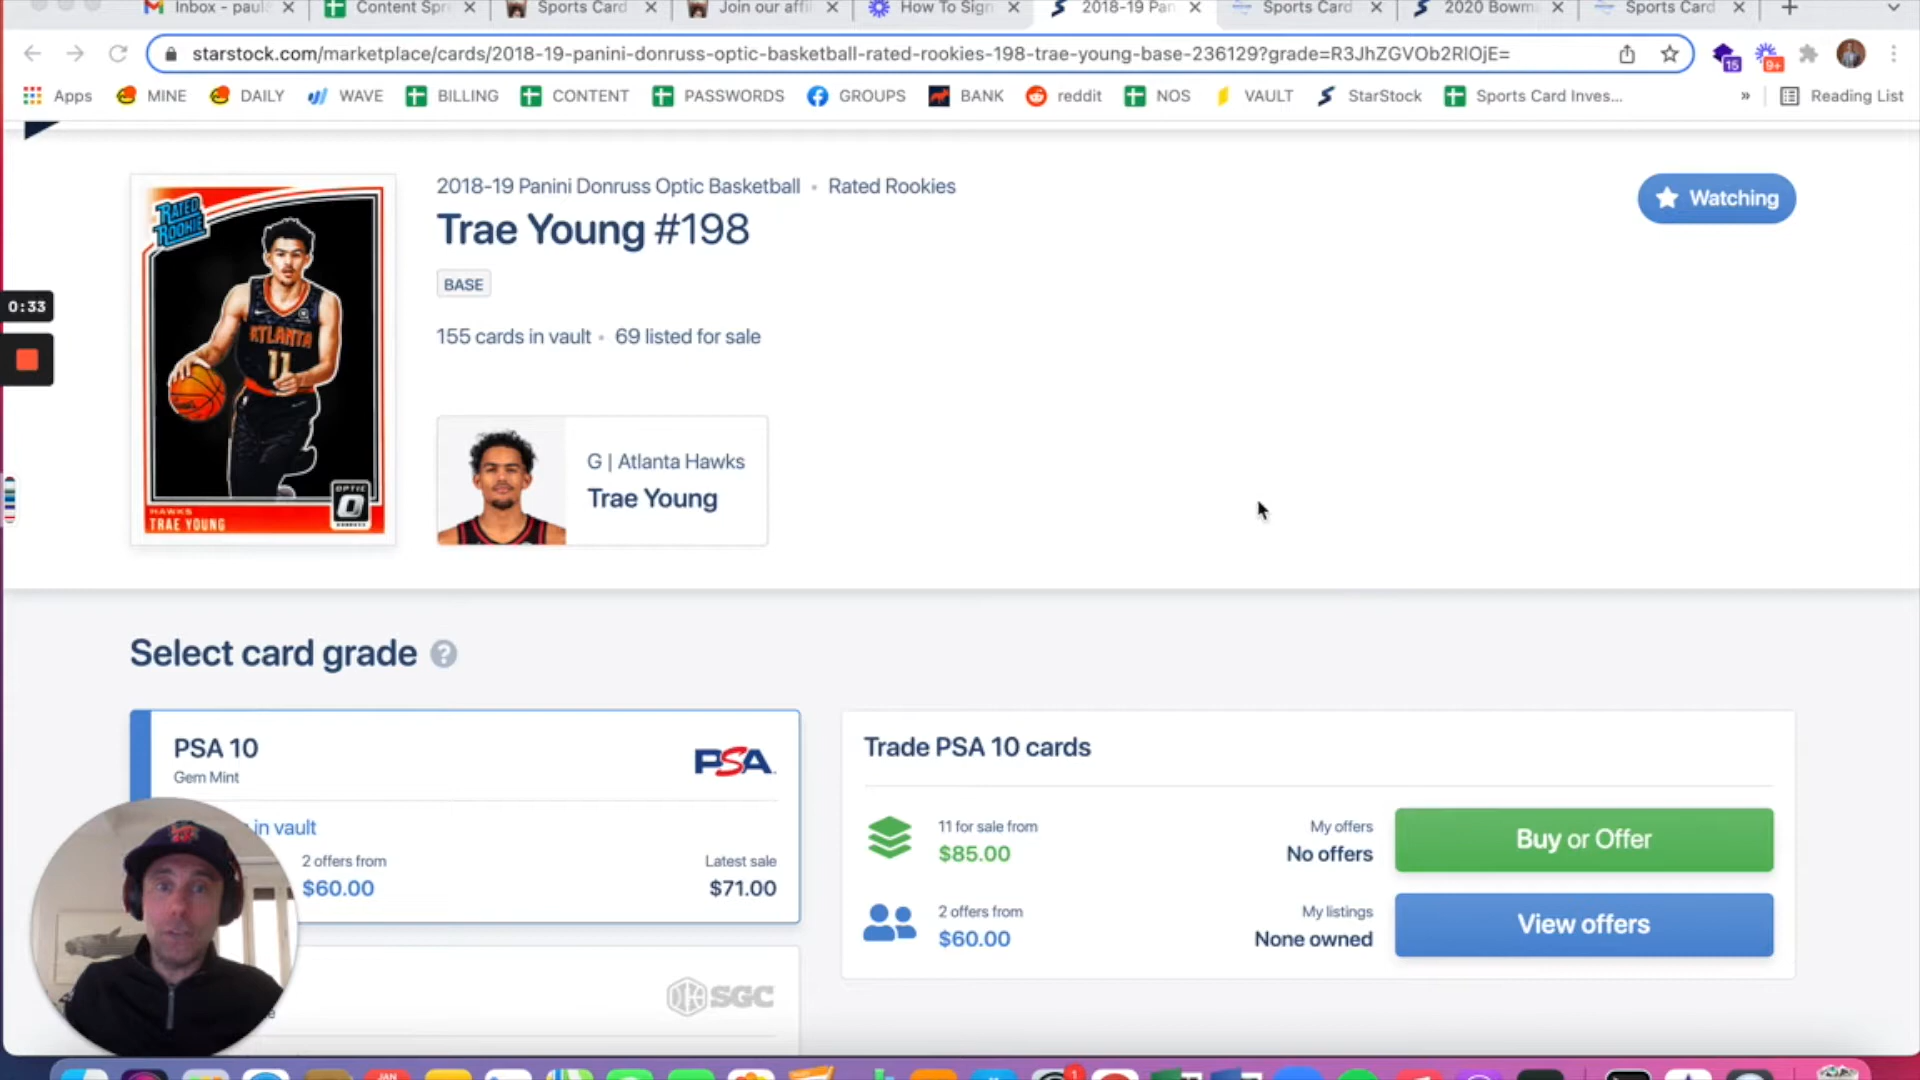 Inbox - paul
Content Spr
Sports Card
Join our affi
How To Sign
2018-19 Pan
Sports Card
2020 Bowm
Sports Card
starstock.com/marketplace/cards/2018-19-panini-donruss-optic-basketball-rated-rookies-198-trae-young-base-236129?grade=R3JhZGVOb2RlOjE=
15
9+
Apps
MINE
DAILY
WAVE
BILLING
CONTENT
PASSWORDS
GROUPS
BANK
reddit
NOS
VAULT
StarStock
Sports Card Inves...
»
Reading List
2018-19 Panini Donruss Optic Basketball • Rated Rookies
Trae Young #198
Watching
BASE
155 cards in vault • 69 listed for sale
RATED
ROOKIE
ATLANTA
11
OPTIC
HAWKS
TRAE YOUNG
0:33
G | Atlanta Hawks
Trae Young
Select card grade ?
PSA 10
Gem Mint
PSA
in vault
2 offers from
$60.00
Latest sale
$71.00
SGC
Trade PSA 10 cards
11 for sale from
$85.00
My offers
No offers
Buy or Offer
2 offers from
$60.00
My listings
None owned
View offers
JAN
1